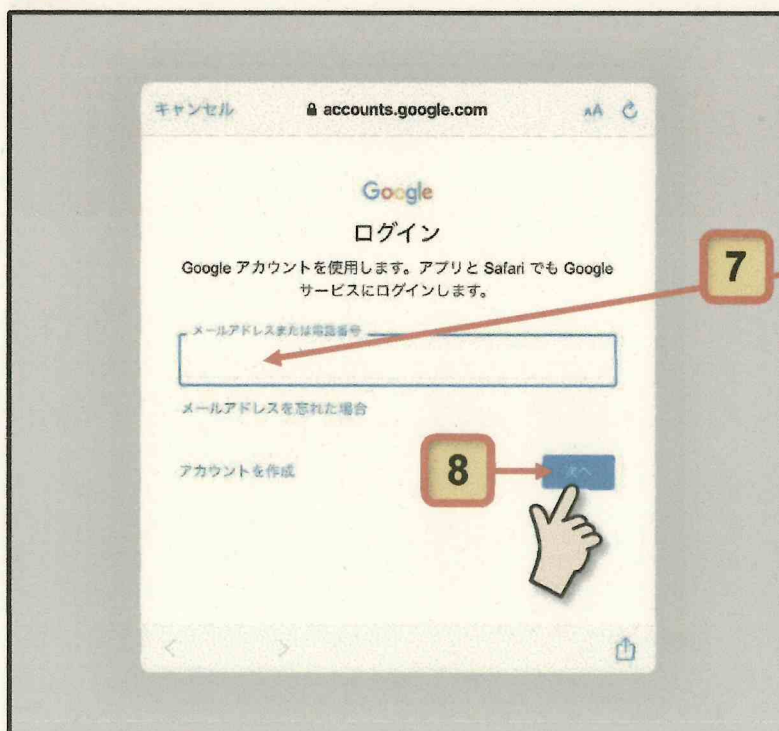 キャンセル accounts.google.com AA
Google
ログイン
Google アカウントを使用します。アプリと Safari でも Google
サービスにログインします。
7
メールアドレスまたは電話番号
メールアドレスを忘れた場合
アカウントを作成
8
次へ